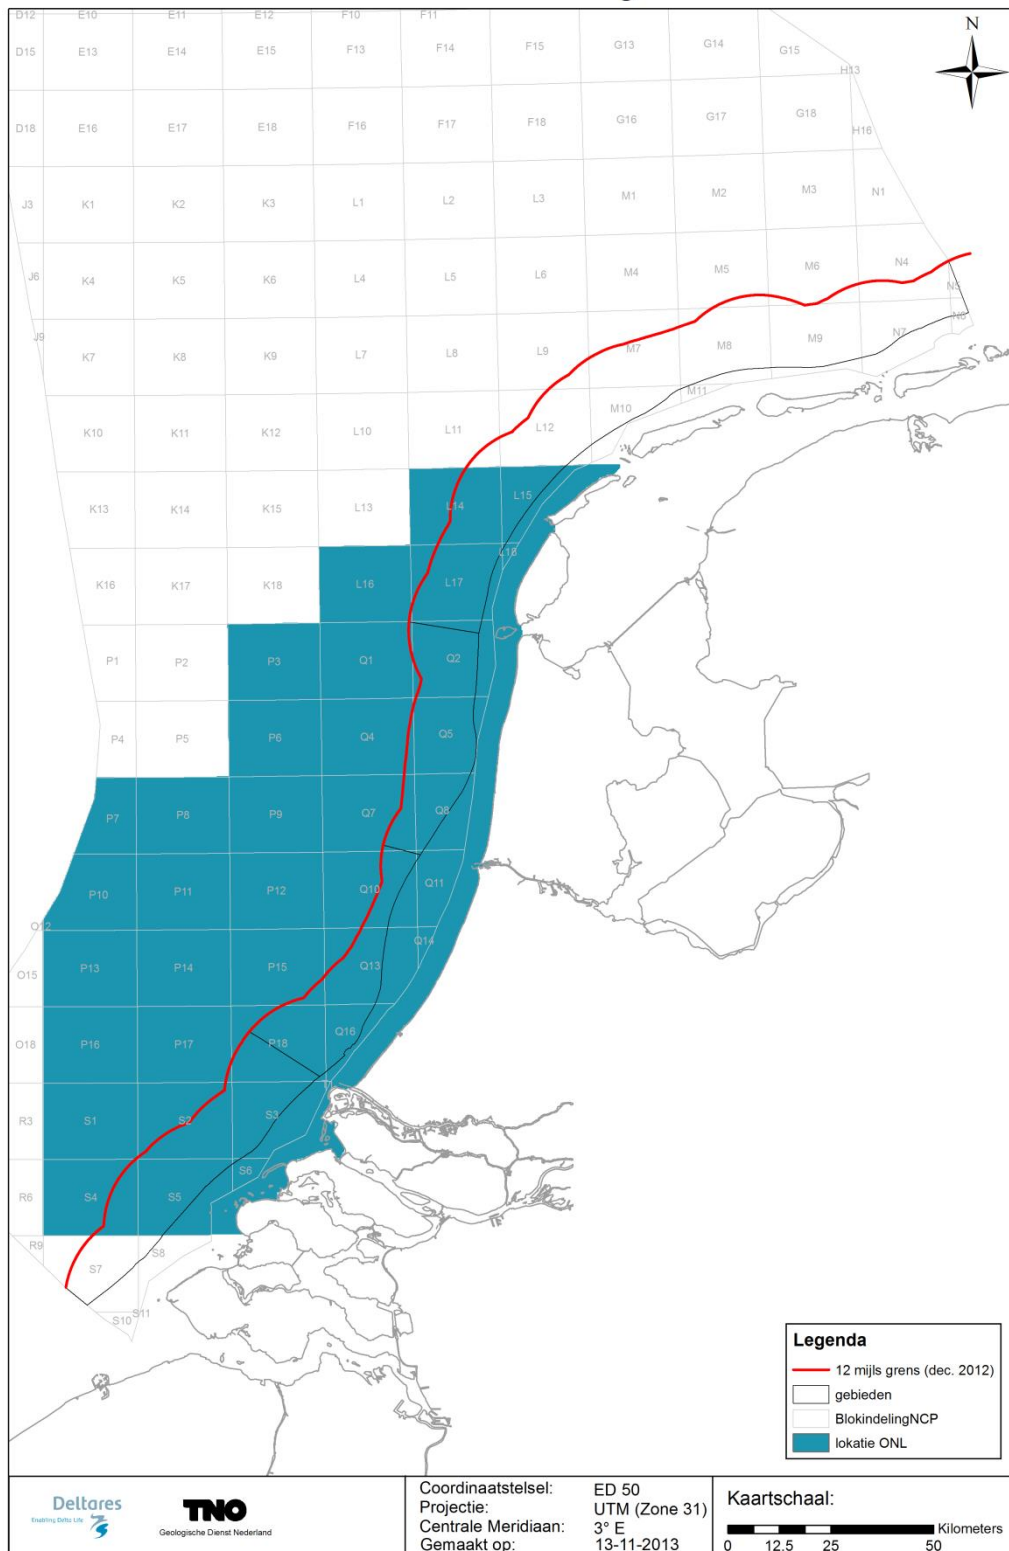 D12 E10 E11 E12 F10 F11
D15 E13 E14 E15 F13 F14 F15 G13 G14 G15
H13
D18 E16 E17 E18 F16 F17 F18 G16 G17 G18
H16
J3 K1 K2 K3 L1 L2 L3 M1 M2 M3 N1
J6 K4 K5 K6 L4 L5 L6 M4 M5 M6 N4
N5
J9 K7 K8 K9 L7 L8 L9 M7 M8 M9 N7 N8
K10 K11 K12 L10 L11 L12 M10 M11
K13 K14 K15 L13 L14 L15
L18
K16 K17 K18 L16 L17
P1 P2 P3 Q1 Q2
P4 P5 P6 Q4 Q5
P7 P8 P9 Q7 Q8
P10 P11 P12 Q10 Q11
O12 Q14
O15 P13 P14 P15 Q13
O18 P16 P17 P18 Q16
R3 S1 S2 S3
R6 S4 S5 S6
R9 S7 S8
S10 S11
N
Legenda
12 mijls grens (dec. 2012)
gebieden
BlokindelingNCP
lokatie ONL
Deltares
Enabling Delta Life
TNO
Geologische Dienst Nederland
Coordinaatstelsel: ED 50
Projectie: UTM (Zone 31)
Centrale Meridiaan: 3° E
Gemaakt op: 13-11-2013
Kaartschaal:
Kilometers
0 12.5 25 50